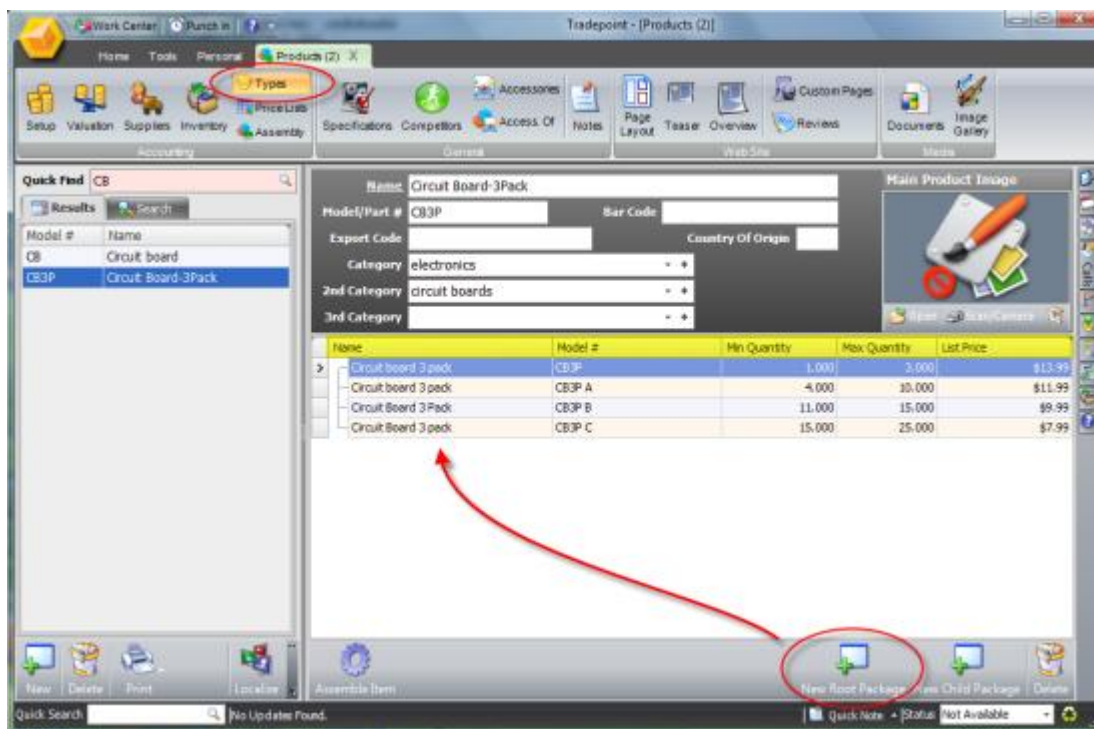 Work Center Punch in
Tradepoint - [Products (2)]
Home Tools Personal Products (2) X
Types
Price Lists
Assembly
Setup Valuation Suppliers Inventory
Accounting
Specifications Competitors
Accessories
Access. Of
Notes
General
Page Layout Teaser Overview
Custom Pages
Reviews
Web Site
Documents Image Gallery
Media
Quick Find CB
Results Search
Model # Name
CB Circuit board
CB3P Circuit Board-3Pack
Name Circuit Board-3Pack
Model/Part # CB3P Bar Code
Export Code Country Of Origin
Category electronics
2nd Category circuit boards
3rd Category
Main Product Image
Open Scan/Camera
Name Model # Min Quantity Max Quantity List Price
Circuit board 3 pack CB3P 1.000 3.000 $13.99
Circuit board 3 pack CB3P A 4.000 10.000 $11.99
Circuit Board 3 Pack CB3P B 11.000 15.000 $9.99
Circuit Board 3 pack CB3P C 15.000 25.000 $7.99
Calls
New Delete Print Localize
Assemble Item
New Root Package New Child Package Delete
Quick Search No Updates Found.
Quick Note Status Not Available